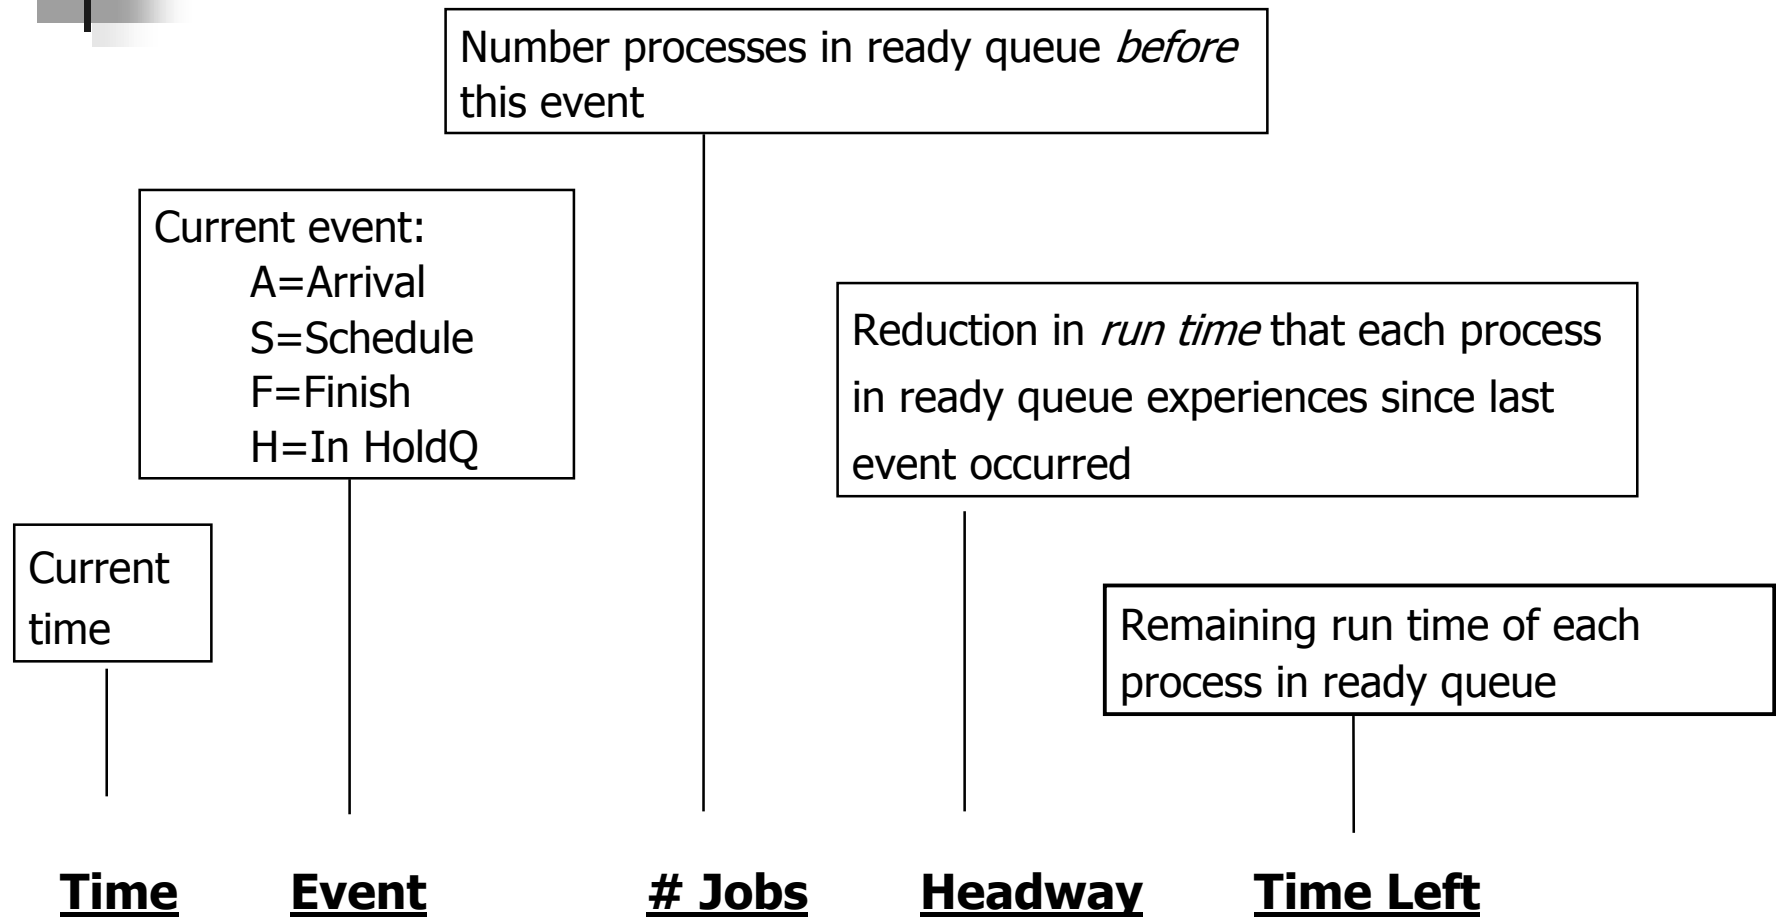 Number processes in ready queue before
this event
Current event:
A=Arrival
S=Schedule
F=Finish
H=In HoldQ
Reduction in run time that each process
in ready queue experiences since last
event occurred
Current
time
Remaining run time of each
process in ready queue
Time Event # Jobs Headway Time Left